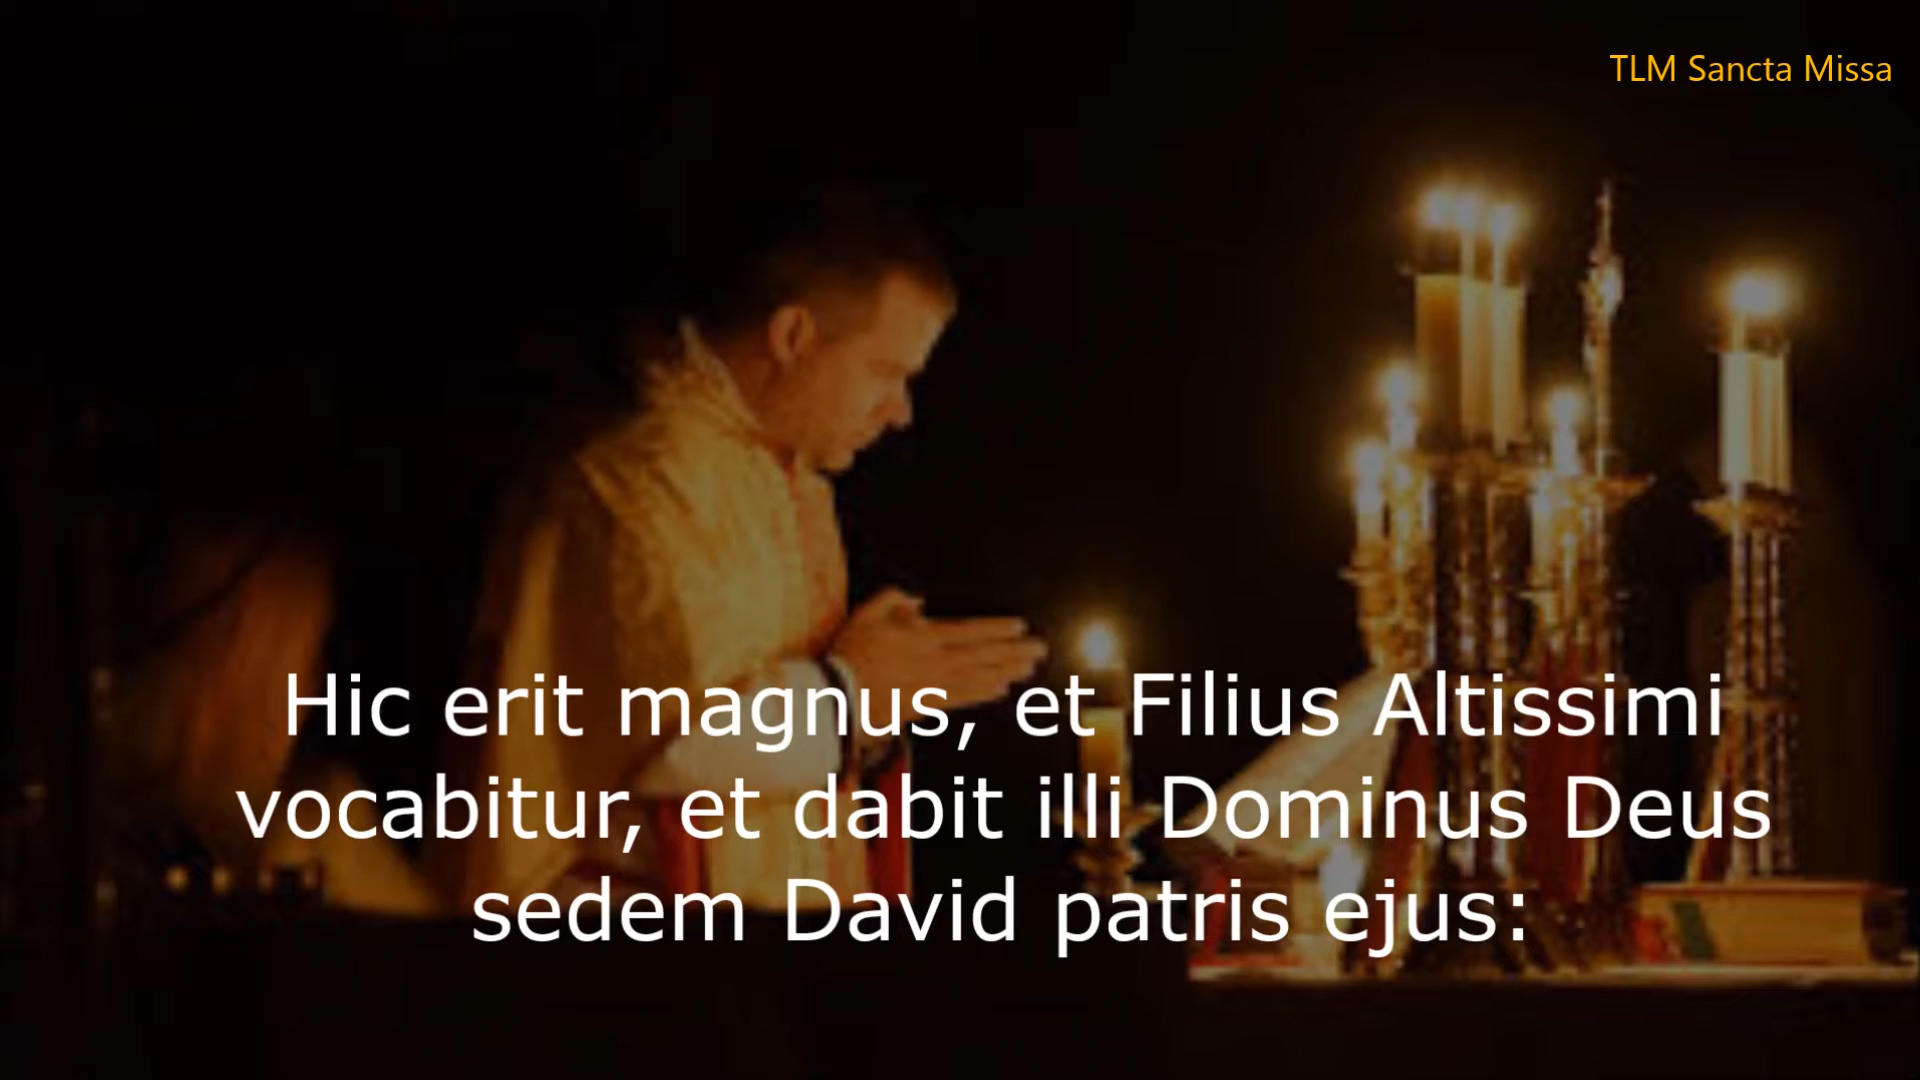 TLM Sancta Missa
Hic erit magnus, et Filius Altissimi
vocabitur, et dabit illi Dominus Deus
sedem David patris ejus: